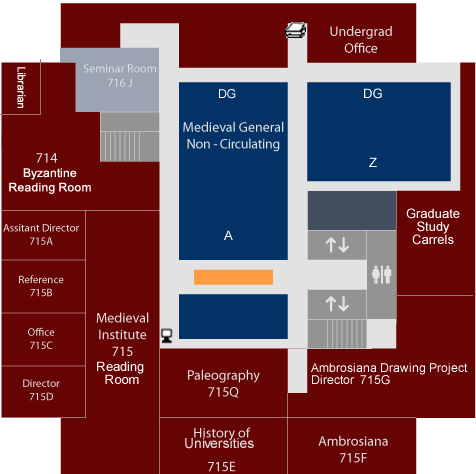 Undergrad
Office
Librarian
Seminar Room
716 J
DG
DG
Medieval General
Non - Circulating
Z
714
Byzantine
Reading Room
Assitant Director
715A
Graduate
Study
Carrels
A
Reference
715B
Office
715C
Medieval
Institute
715
Reading
Room
Director
715D
Paleography
715Q
Ambrosiana Drawing Project
Director 715G
History of
Universities
715E
Ambrosiana
715F